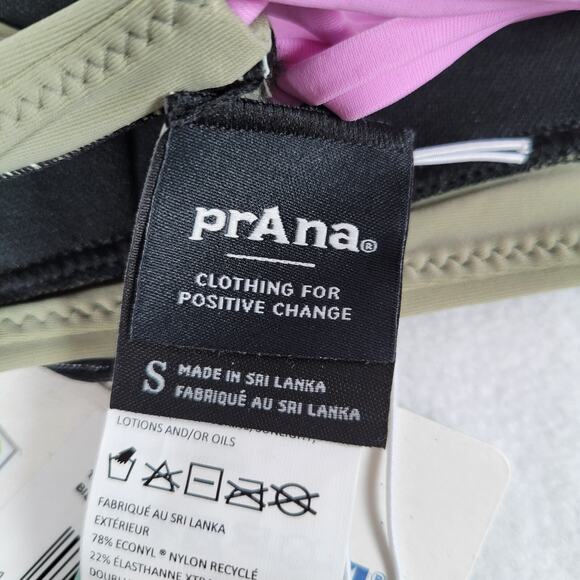 prAna®
CLOTHING FOR
POSITIVE CHANGE
S MADE IN SRI LANKA
FABRIQUÉ AU SRI LANKA
LOTIONS AND/OR OILS
FABRIQUÉ AU SRI LANKA
EXTÉRIEUR
78% ECONYL® NYLON RECYCLÉ
22% ÉLASTHANNE